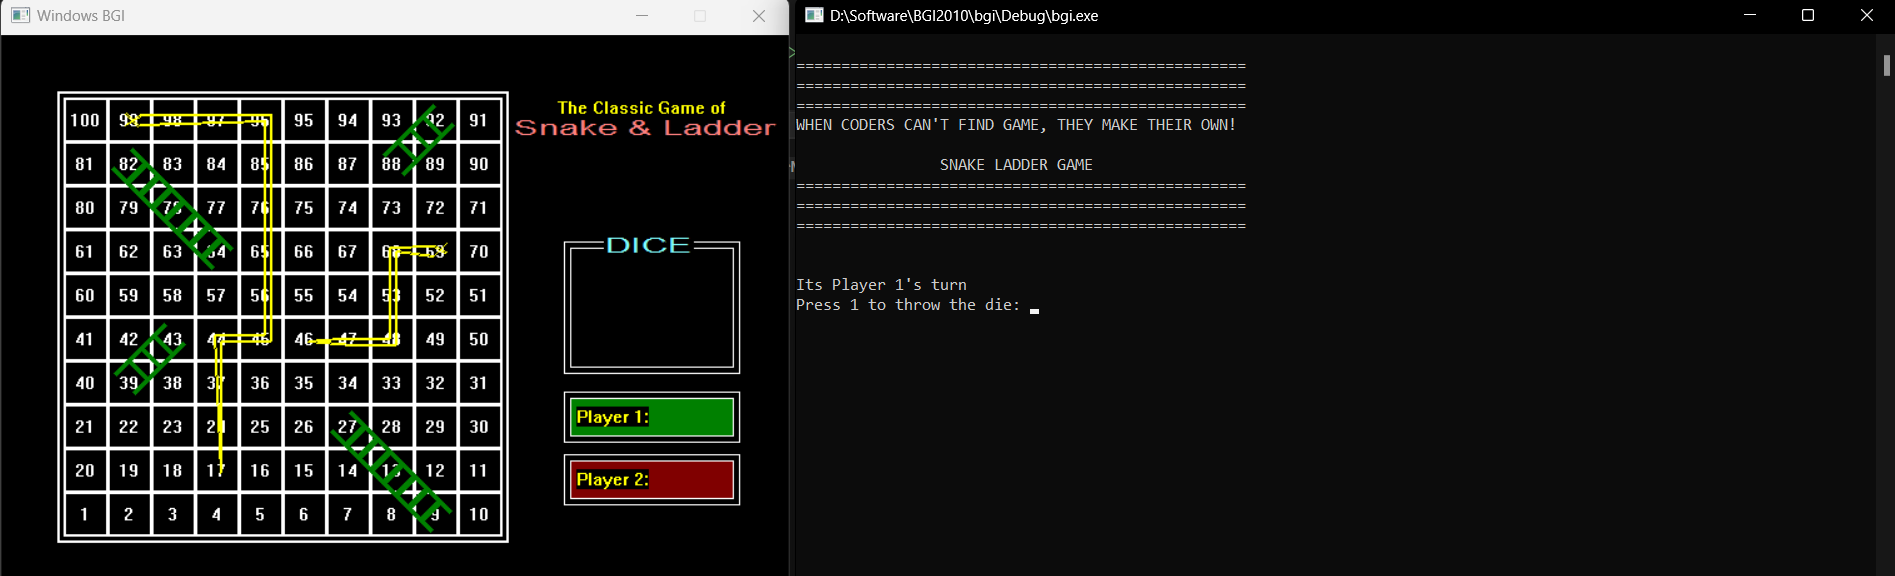 Windows BGI
The Classic Game of
Snake & Ladder
100 99 98 97 96 95 94 93 92 91
81 82 83 84 85 86 87 88 89 90
80 79 78 77 76 75 74 73 72 71
61 62 63 64 65 66 67 68 69 70
60 59 58 57 56 55 54 53 52 51
41 42 43 44 45 46 47 48 49 50
40 39 38 37 36 35 34 33 32 31
21 22 23 24 25 26 27 28 29 30
20 19 18 17 16 15 14 13 12 11
1 2 3 4 5 6 7 8 9 10
DICE
Player 1:
Player 2:
D:\Software\BGI2010\bgi\Debug\bgi.exe
==================================================
==================================================
==================================================
WHEN CODERS CAN'T FIND GAME, THEY MAKE THEIR OWN!
SNAKE LADDER GAME
==================================================
==================================================
==================================================
Its Player 1's turn
Press 1 to throw the die: